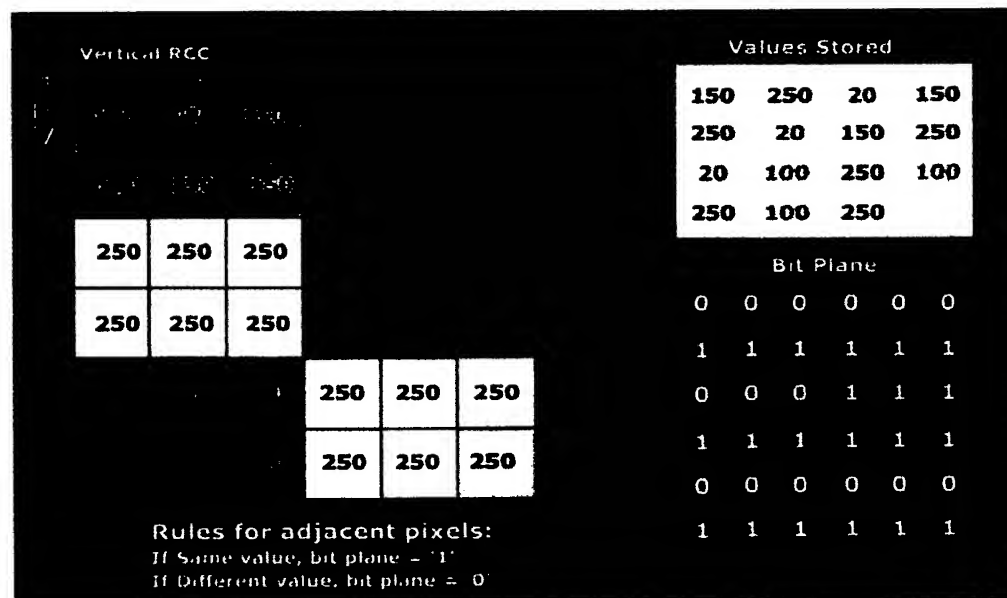 Vertical RCC
250 250 250
250 250 250
250 250 250
250 250 250
Rules for adjacent pixels:
If Same value, bit plane = '1'
If Different value, bit plane = '0'
Values Stored
150 250 20 150
250 20 150 250
20 100 250 100
250 100 250
Bit Plane
0 0 0 0 0 0
1 1 1 1 1 1
0 0 0 1 1 1
1 1 1 1 1 1
0 0 0 0 0 0
1 1 1 1 1 1